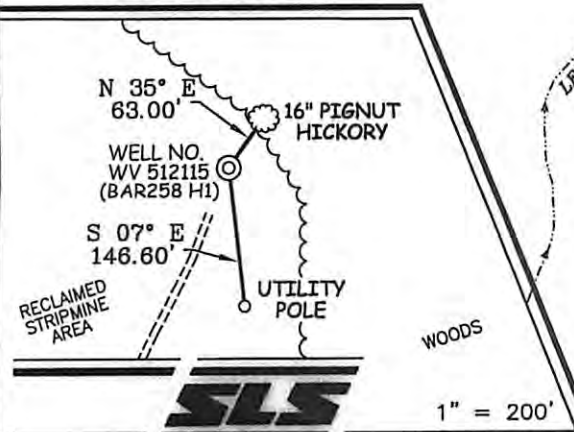 N 35° E
63.00'
16" PIGNUT
HICKORY
WELL NO.
WV 512115
(BAR258 H1)
S 07° E
146.60'
UTILITY
POLE
RECLAIMED
STRIPMINE
AREA
WOODS
SLS
1" = 200'